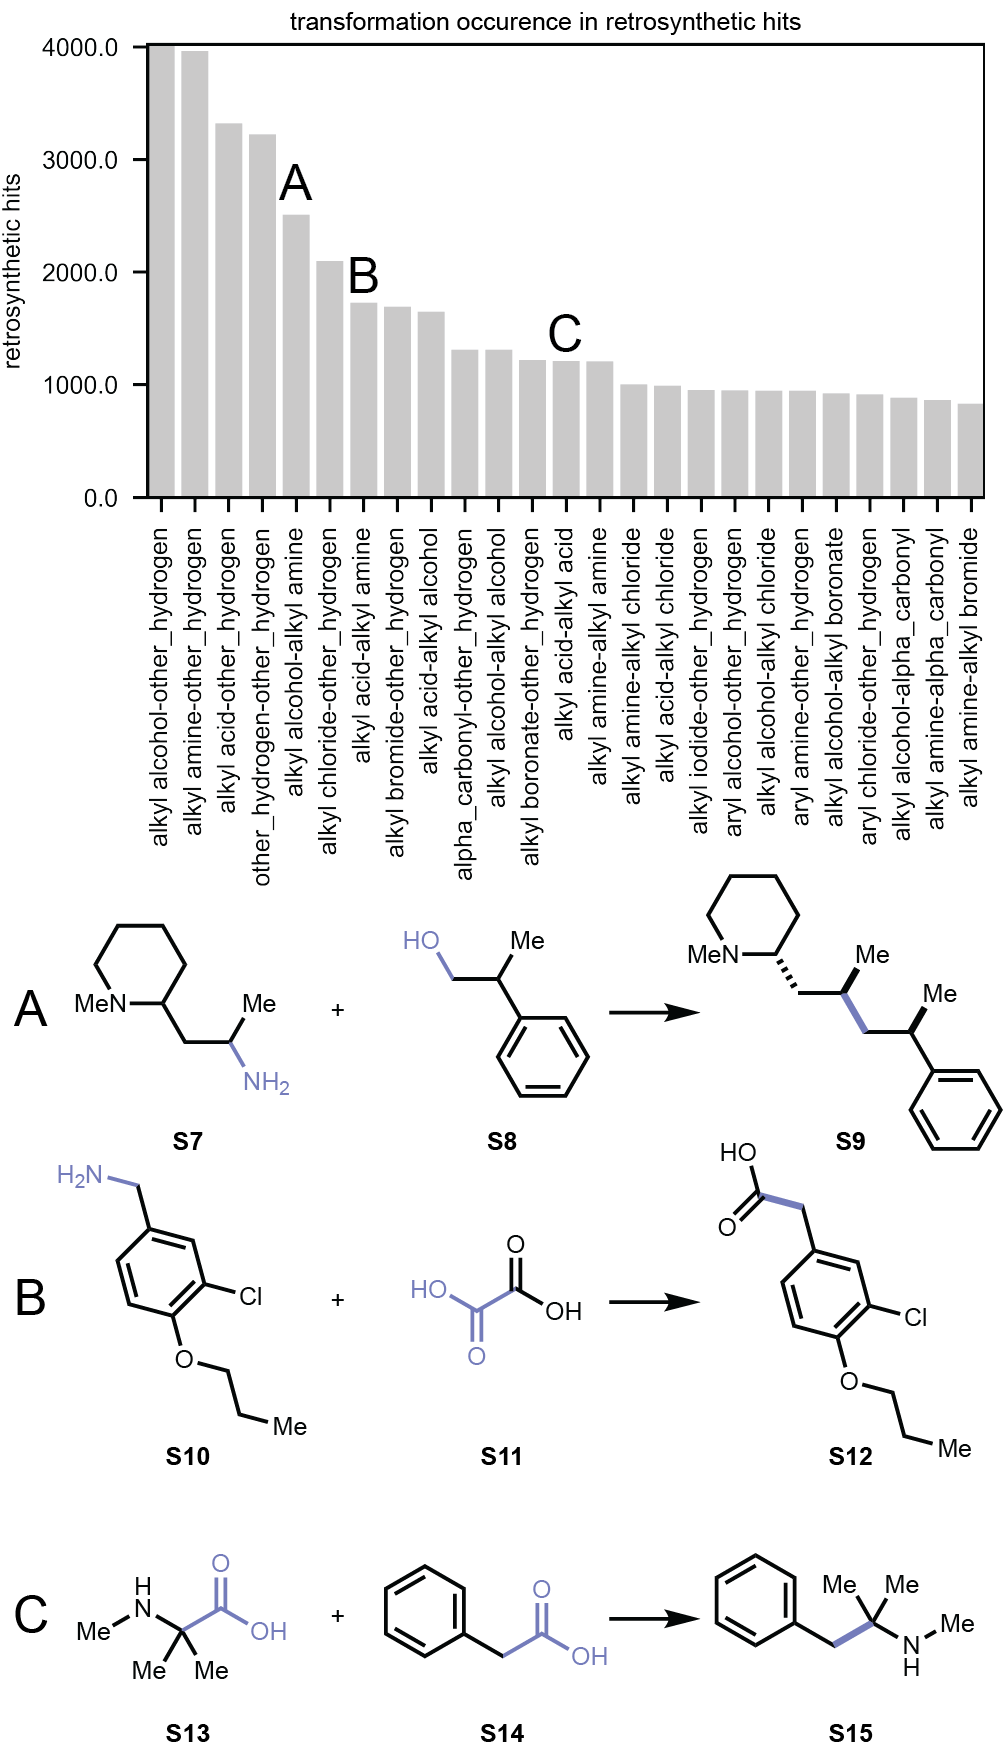 transformation occurence in retrosynthetic hits
retrosynthetic hits
4000.0
3000.0
2000.0
1000.0
0.0
A
B
C
alkyl alcohol-other_hydrogen
alkyl amine-other_hydrogen
alkyl acid-other_hydrogen
other_hydrogen-other_hydrogen
alkyl alcohol-alkyl amine
alkyl chloride-other_hydrogen
alkyl acid-alkyl amine
alkyl bromide-other_hydrogen
alkyl acid-alkyl alcohol
alpha_carbonyl-other_hydrogen
alkyl alcohol-alkyl alcohol
alkyl boronate-other_hydrogen
alkyl acid-alkyl acid
alkyl amine-alkyl amine
alkyl amine-alkyl chloride
alkyl acid-alkyl chloride
alkyl iodide-other_hydrogen
aryl alcohol-other_hydrogen
alkyl alcohol-alkyl chloride
aryl amine-other_hydrogen
alkyl alcohol-alkyl boronate
aryl chloride-other_hydrogen
alkyl alcohol-alpha_carbonyl
alkyl amine-alpha_carbonyl
alkyl amine-alkyl bromide
A
MeN
Me
NH2
+
HO
Me
MeN
Me
Me
S7
S8
S9
B
H2N
Cl
O
Me
+
HO
O
O
OH
HO
O
Cl
O
Me
S10
S11
S12
C
H
N
Me
O
OH
Me
Me
+
O
OH
Me
Me
N
H
Me
S13
S14
S15